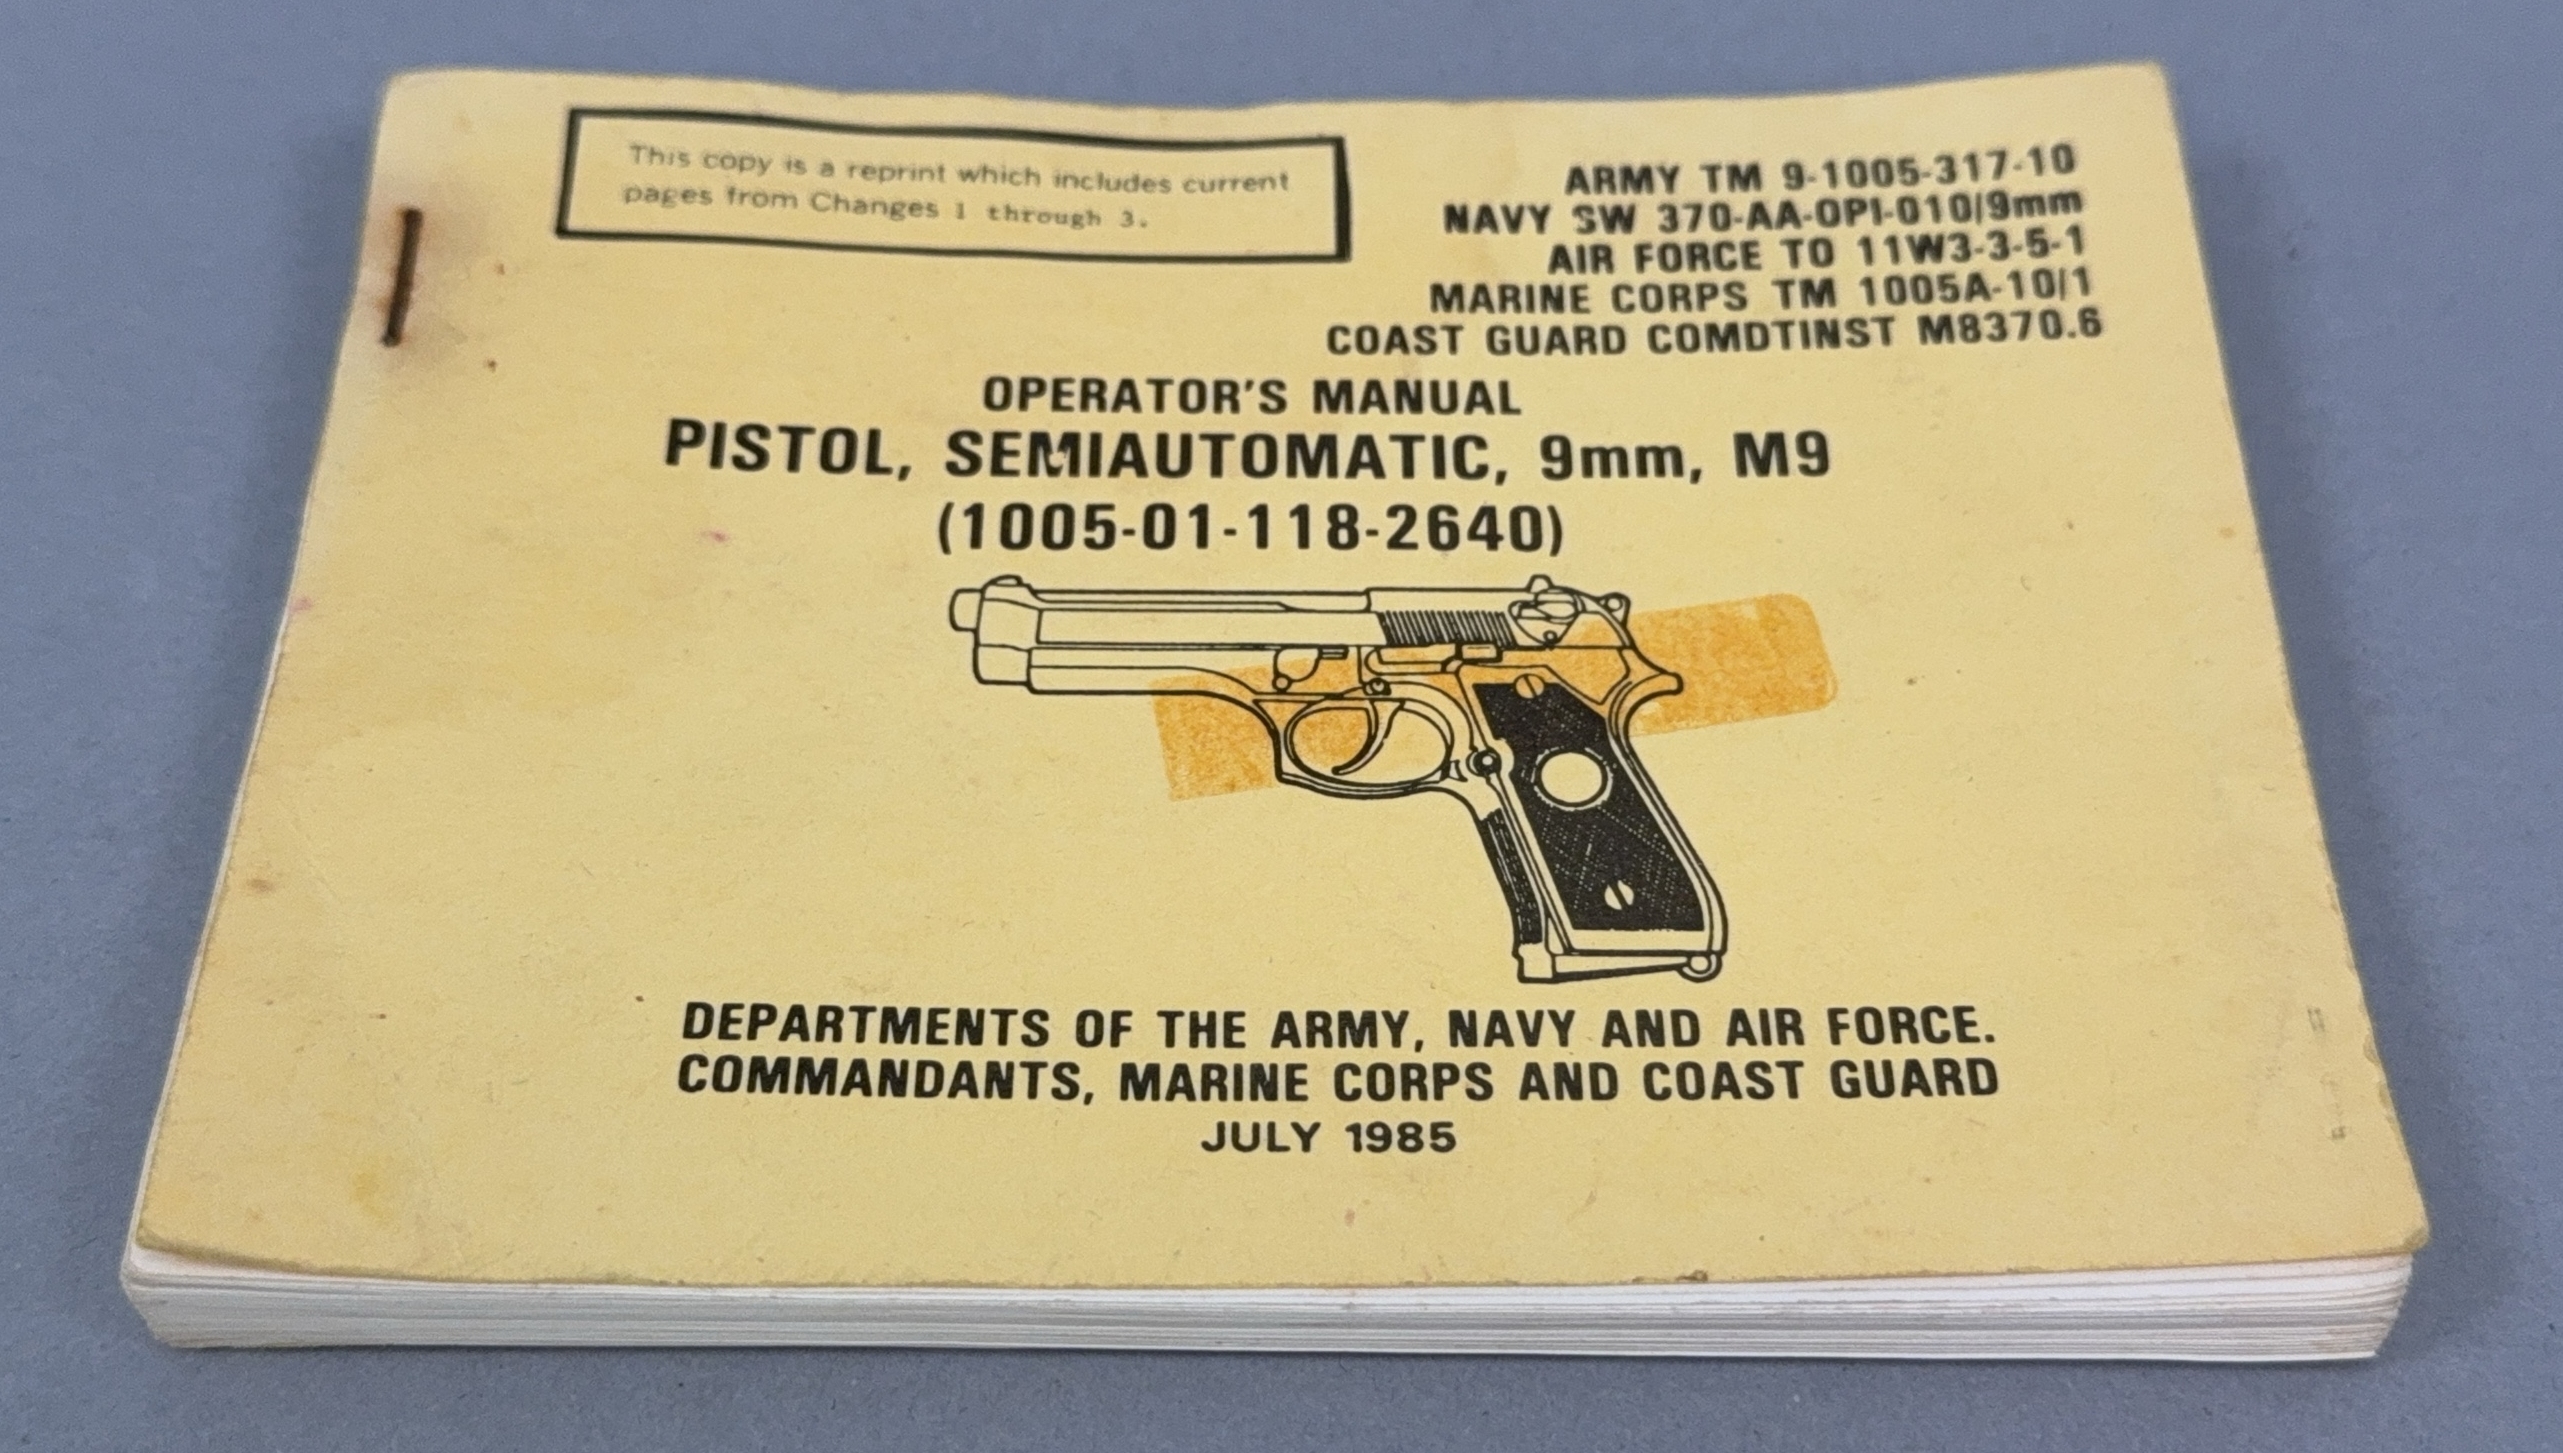 This copy is a reprint which includes current
pages from Changes 1 through 3.
ARMY TM 9-1005-317-10
NAVY SW 370-AA-OPI-010/9mm
AIR FORCE TO 11W3-3-5-1
MARINE CORPS TM 1005A-10/1
COAST GUARD COMDTINST M8370.6
OPERATOR'S MANUAL
PISTOL, SEMIAUTOMATIC, 9mm, M9
(1005-01-118-2640)
DEPARTMENTS OF THE ARMY, NAVY AND AIR FORCE.
COMMANDANTS, MARINE CORPS AND COAST GUARD
JULY 1985